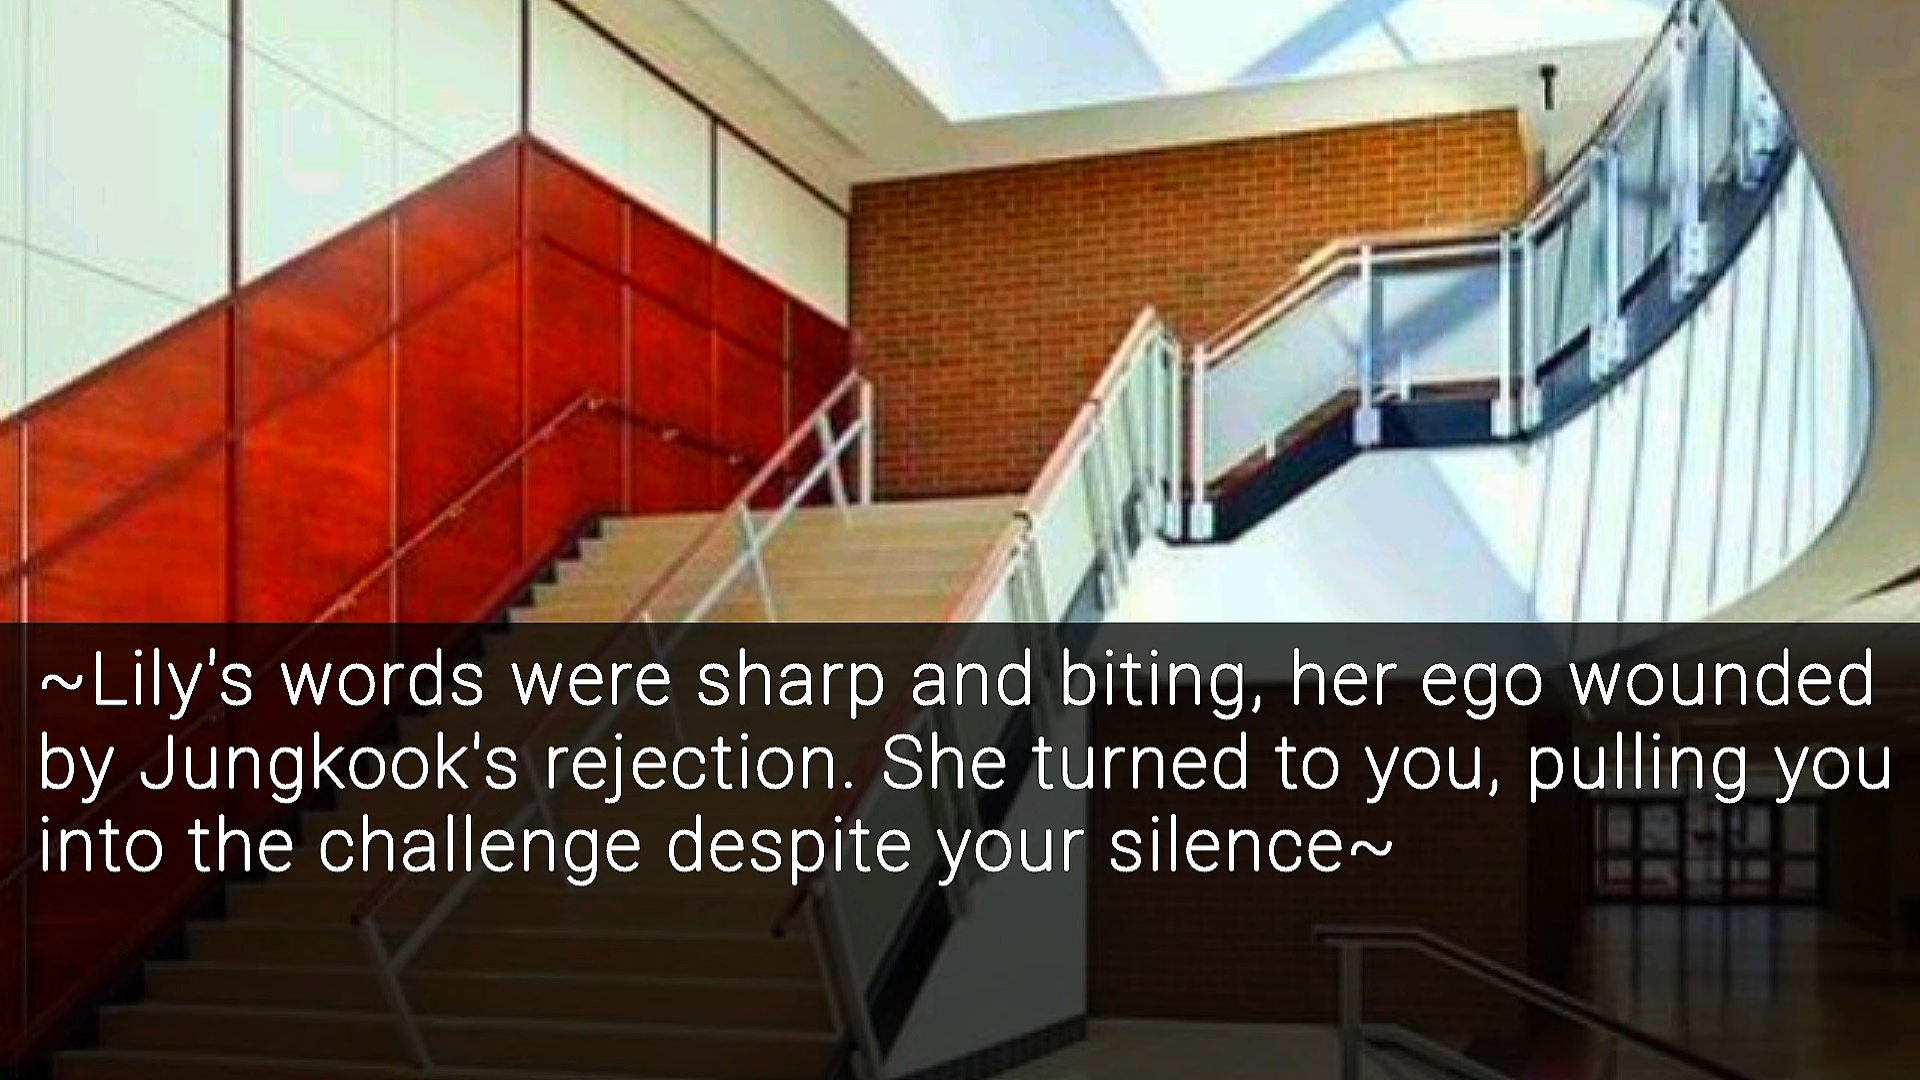 ~Lily's words were sharp and biting, her ego wounded
by Jungkook's rejection. She turned to you, pulling you
into the challenge despite your silence~